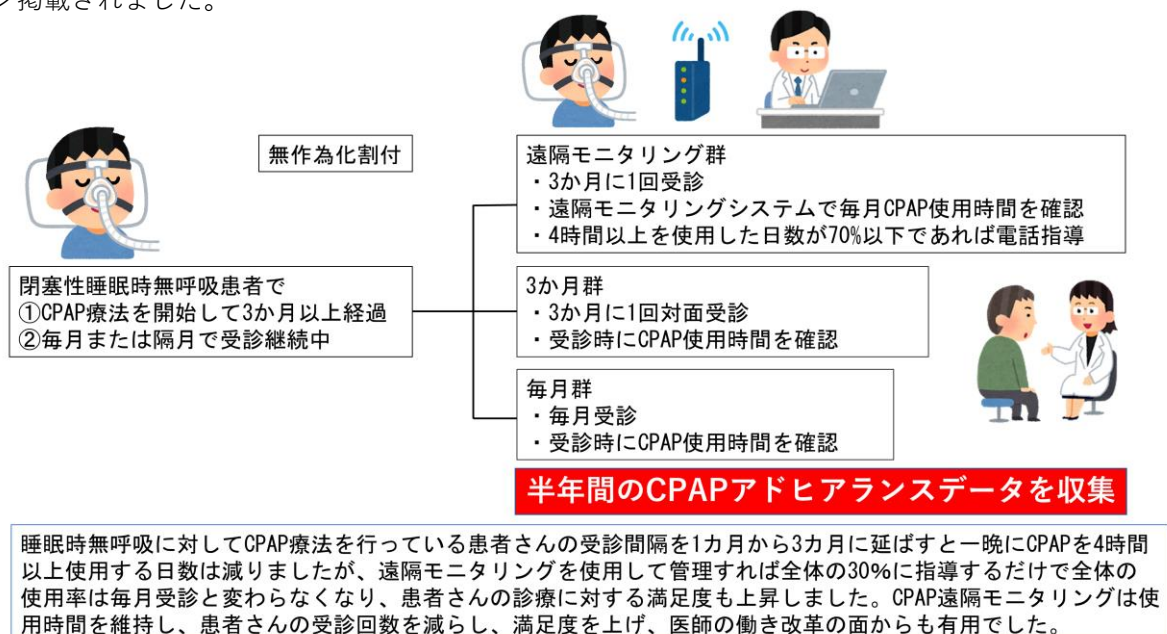 掲載されました。
無作為化割付
遠隔モニタリング群
・3か月に1回受診
・遠隔モニタリングシステムで毎月CPAP使用時間を確認
・4時間以上を使用した日数が70%以下であれば電話指導
閉塞性睡眠時無呼吸患者で
①CPAP療法を開始して3か月以上経過
②毎月または隔月で受診継続中
3か月群
・3か月に1回対面受診
・受診時にCPAP使用時間を確認
毎月群
・毎月受診
・受診時にCPAP使用時間を確認
半年間のCPAPアドヒアランスデータを収集
睡眠時無呼吸に対してCPAP療法を行っている患者さんの受診間隔を1カ月から3カ月に延ばすと一晩にCPAPを4時間
以上使用する日数は減りましたが、遠隔モニタリングを使用して管理すれば全体の30%に指導するだけで全体の
使用率は毎月受診と変わらなくなり、患者さんの診療に対する満足度も上昇しました。CPAP遠隔モニタリングは使
用時間を維持し、患者さんの受診回数を減らし、満足度を上げ、医師の働き改革の面からも有用でした。